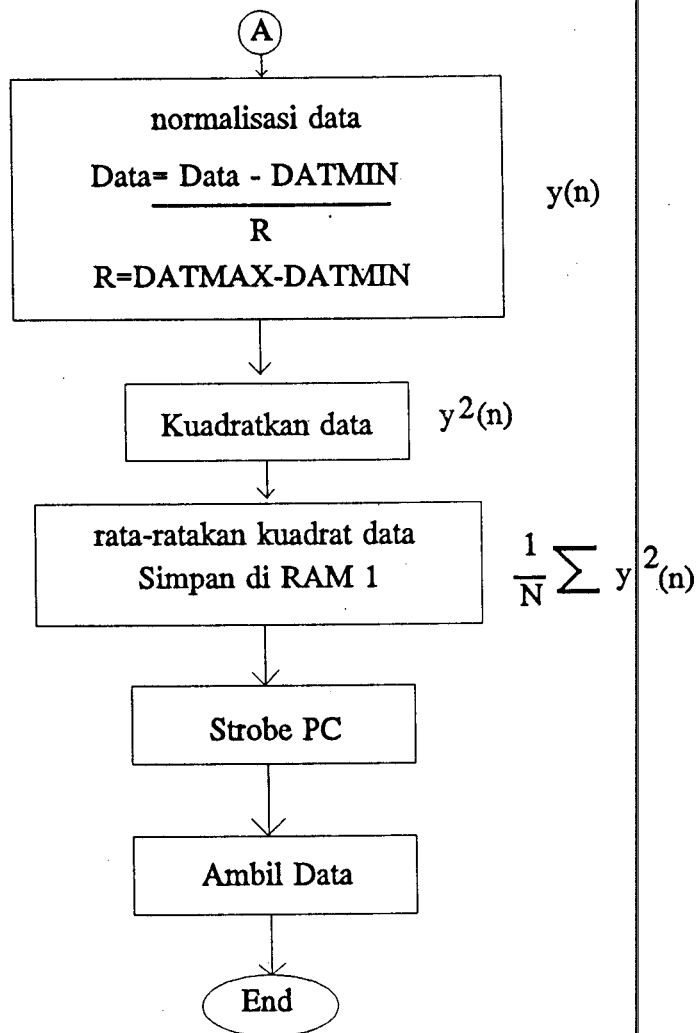 A
normalisasi data
Data= Data - DATMIN
R
y(n)
R=DATMAX-DATMIN
Kuadratkan data
y²(n)
rata-ratakan kuadrat data
Simpan di RAM 1
1/N ∑ y²(n)
Strobe PC
Ambil Data
End